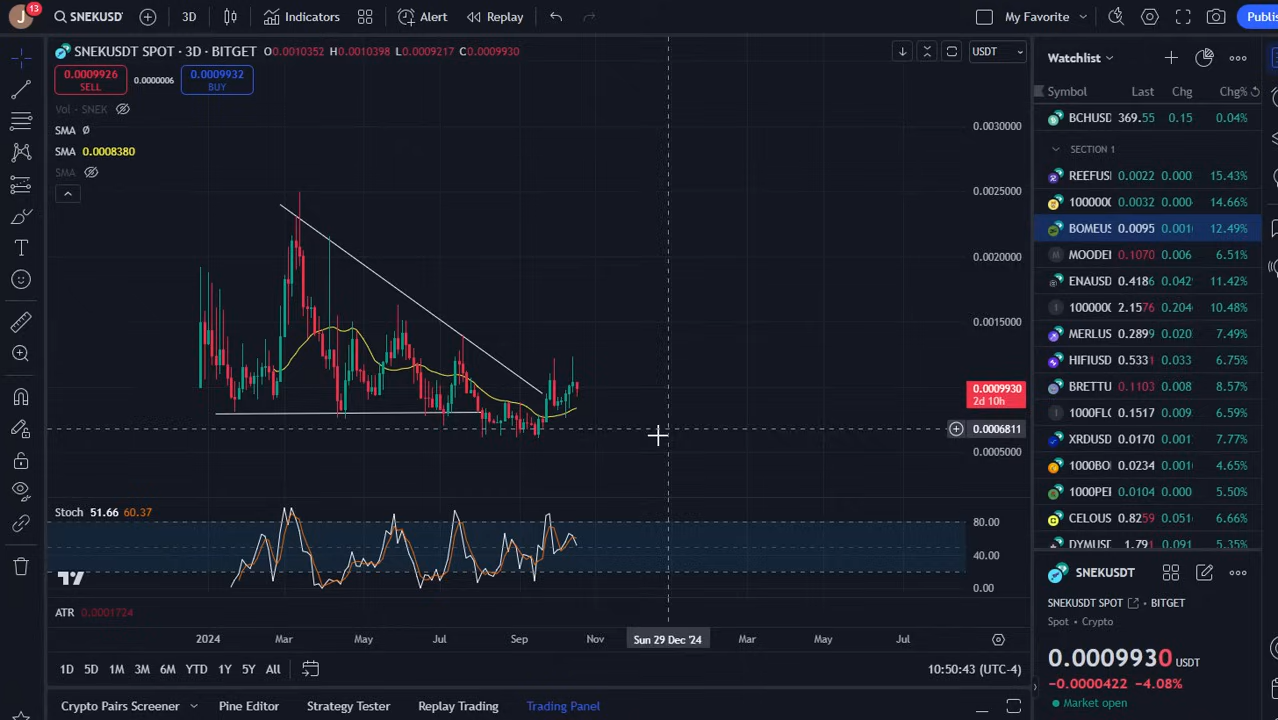 J 13 SNEKUSD 3D Indicators Alert Replay My Favorite Publis
SNEKUSDT SPOT · 3D · BITGET O0.0010352 H0.0010398 L0.0009217 C0.0009930 USDT
0.0009926 SELL 0.0000006 0.0009932 BUY
Vol · SNEK
SMA Ø
SMA 0.0008380
SMA
0.0030000
0.0025000
0.0020000
0.0015000
0.0009930
2d 10h
0.0006811
0.0005000
Stoch 51.66 60.37
80.00
40.00
0.00
ATR 0.0001724
2024 Mar May Jul Sep Nov Sun 29 Dec '24 Mar May Jul
1D 5D 1M 3M 6M YTD 1Y 5Y All 10:50:43 (UTC-4)
Crypto Pairs Screener Pine Editor Strategy Tester Replay Trading Trading Panel
Watchlist
Symbol Last Chg Chg%
BCHUSD 369.55 0.15 0.04%
SECTION 1
REEFUS 0.0022 0.000 15.43%
100000 0.0032 0.000 14.66%
BOMEUS 0.0095 0.0010 12.49%
MOODEI 0.1070 0.006 6.51%
ENAUSD 0.4186 0.042 11.42%
100000 2.1576 0.204 10.48%
MERLUS 0.2899 0.020 7.49%
HIFIUSD 0.5331 0.033 6.75%
BRETTU 0.1103 0.008 8.57%
1000FL 0.1517 0.009 6.59%
XRDUSD 0.0170 0.001 7.77%
1000BO 0.0234 0.001 4.65%
1000PE 0.0104 0.000 5.50%
CELOUS 0.8259 0.051 6.66%
DYMUSD 1.791 0.091 5.35%
SNEKUSDT
SNEKUSDT SPOT BITGET
Spot • Crypto
0.0009930 USDT
−0.0000422 −4.08%
Market open